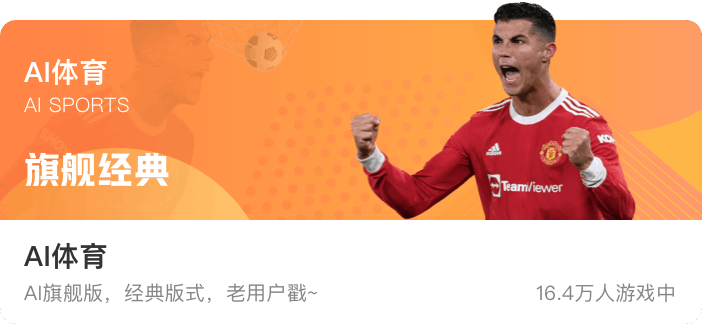 AI体育
AI SPORTS
旗舰经典
TeamViewer
AI体育
AI旗舰版，经典版式，老用户戳~
16.4万人游戏中